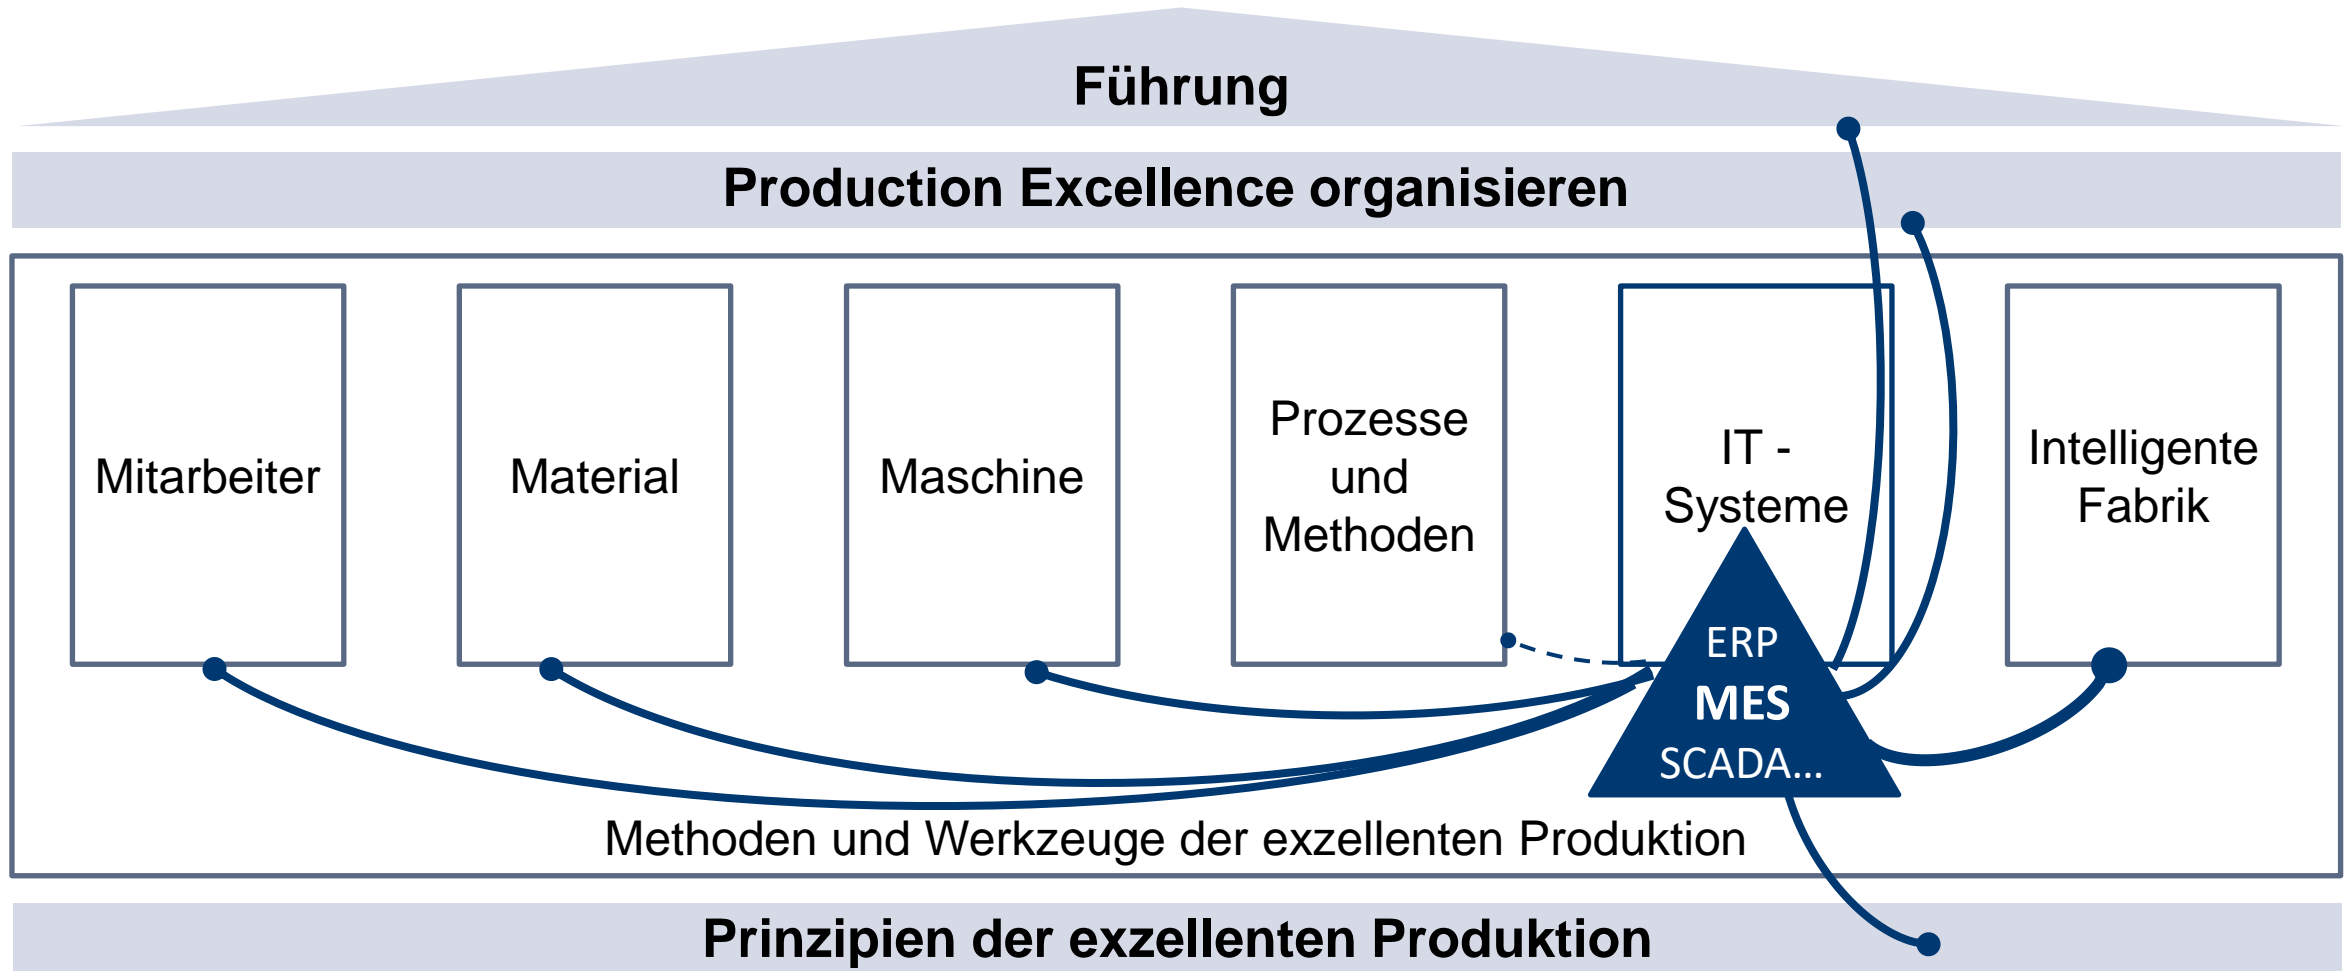 Führung
Production Excellence organisieren
Mitarbeiter
Material
Maschine
Prozesse
und
Methoden
IT -
Systeme
Intelligente
Fabrik
ERP
MES
SCADA...
Methoden und Werkzeuge der exzellenten Produktion
Prinzipien der exzellenten Produktion